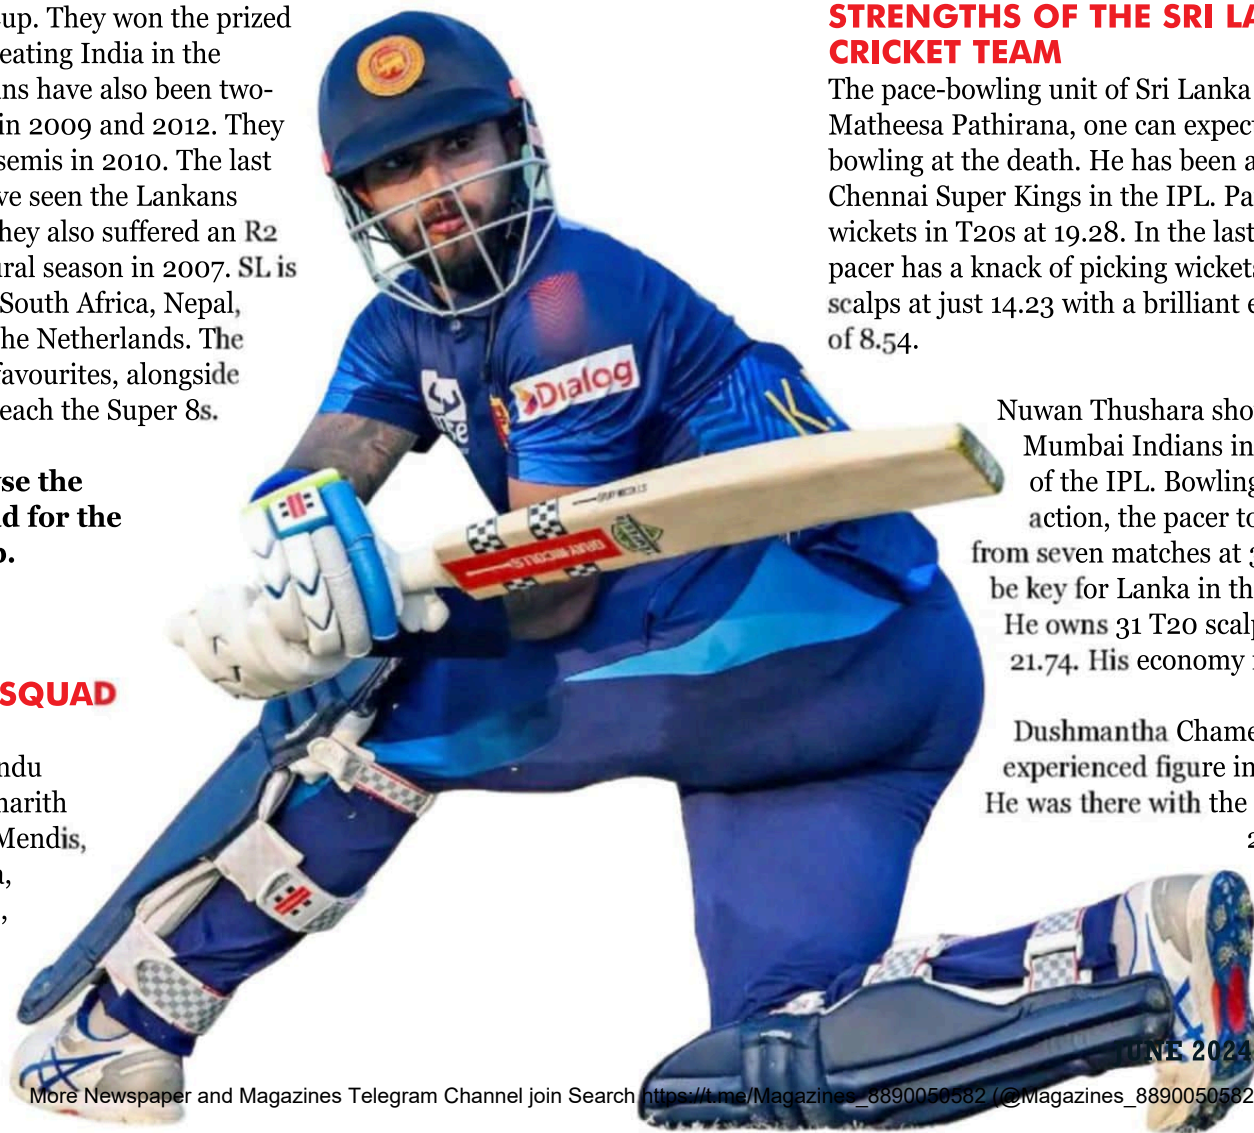 up. They won the prized
eating India in the
ns have also been two-
in 2009 and 2012. They
semis in 2010. The last
ve seen the Lankans
hey also suffered an R2
ural season in 2007. SL is
South Africa, Nepal,
he Netherlands. The
favourites, alongside
each the Super 8s.
se the
d for the
SQUAD
ndu
harith
Mendis,
STRENGTHS OF THE SRI LA
CRICKET TEAM
The pace-bowling unit of Sri Lanka
Matheesa Pathirana, one can expec
bowling at the death. He has been a
Chennai Super Kings in the IPL. Pa
wickets in T20s at 19.28. In the last
pacer has a knack of picking wickets
scalps at just 14.23 with a brilliant e
of 8.54.
Nuwan Thushara sho
Mumbai Indians in
of the IPL. Bowling
action, the pacer to
from seven matches at 3
be key for Lanka in th
He owns 31 T20 scalp
21.74. His economy
Dushmantha Chame
experienced figure in
He was there with the
2
Dialog
K.
GRAY-NICOLLS
GRAY-NICOLLS
JUNE 2024
More Newspaper and Magazines Telegram Channel join Search https://t.me/Magazines_8890050582 (@Magazines_8890050582